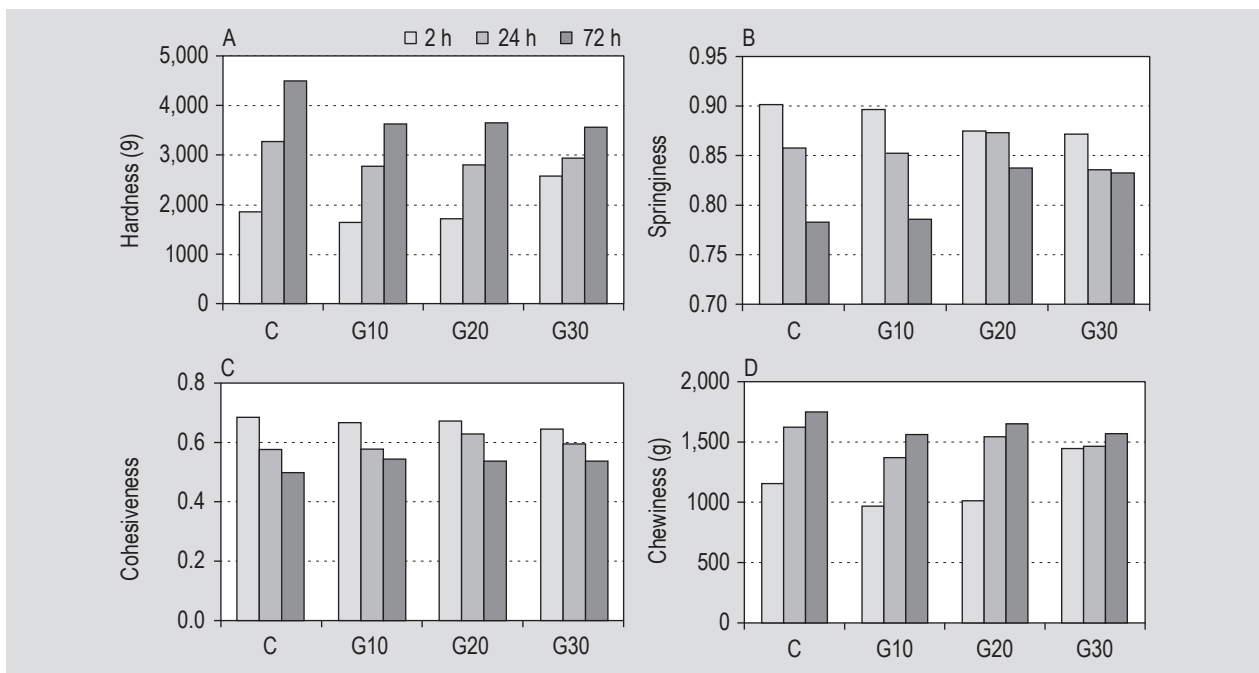 A
2 h 24 h 72 h
Hardness (9)
5,000
4,000
3,000
2,000
1000
0
C G10 G20 G30
B
Springiness
0.95
0.90
0.85
0.80
0.75
0.70
C G10 G20 G30
C
Cohesiveness
0.8
0.6
0.4
0.2
0.0
C G10 G20 G30
D
Chewiness (g)
2,000
1,500
1000
500
0
C G10 G20 G30